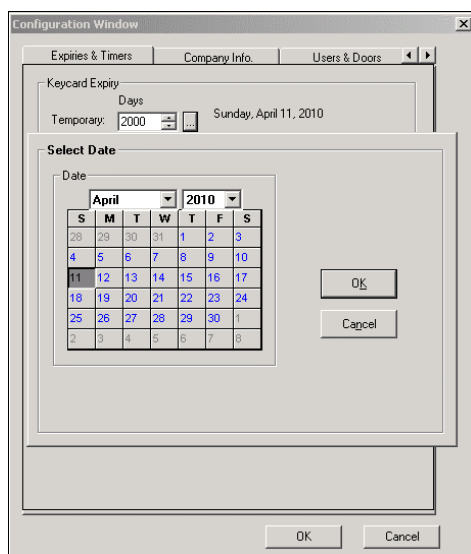 Configuration Window
Expiries & Timers Company Info. Users & Doors
Keycard Expiry
Days
Temporary: 2000 ... Sunday, April 11, 2010
Select Date
Date
April 2010
S M T W T F S
28 29 30 31 1 2 3
4 5 6 7 8 9 10
11 12 13 14 15 16 17
18 19 20 21 22 23 24
25 26 27 28 29 30 1
2 3 4 5 6 7 8
OK
Cancel
OK Cancel